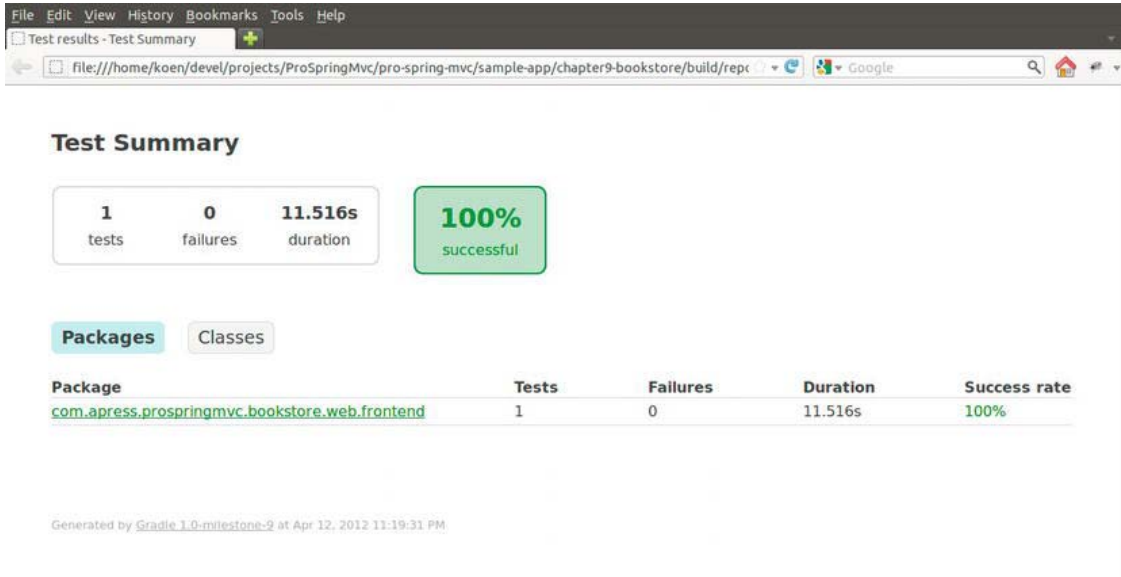 File Edit View History Bookmarks Tools Help
Test results - Test Summary
file:///home/koen/devel/projects/ProSpringMvc/pro-spring-mvc/sample-app/chapter9-bookstore/build/repo
Google
Test Summary
1 0 11.516s
tests failures duration
100%
successful
Packages Classes
Package Tests Failures Duration Success rate
com.apress.prospringmvc.bookstore.web.frontend 1 0 11.516s 100%
Generated by Gradle 1.0-milestone-9 at Apr 12, 2012 11:19:31 PM